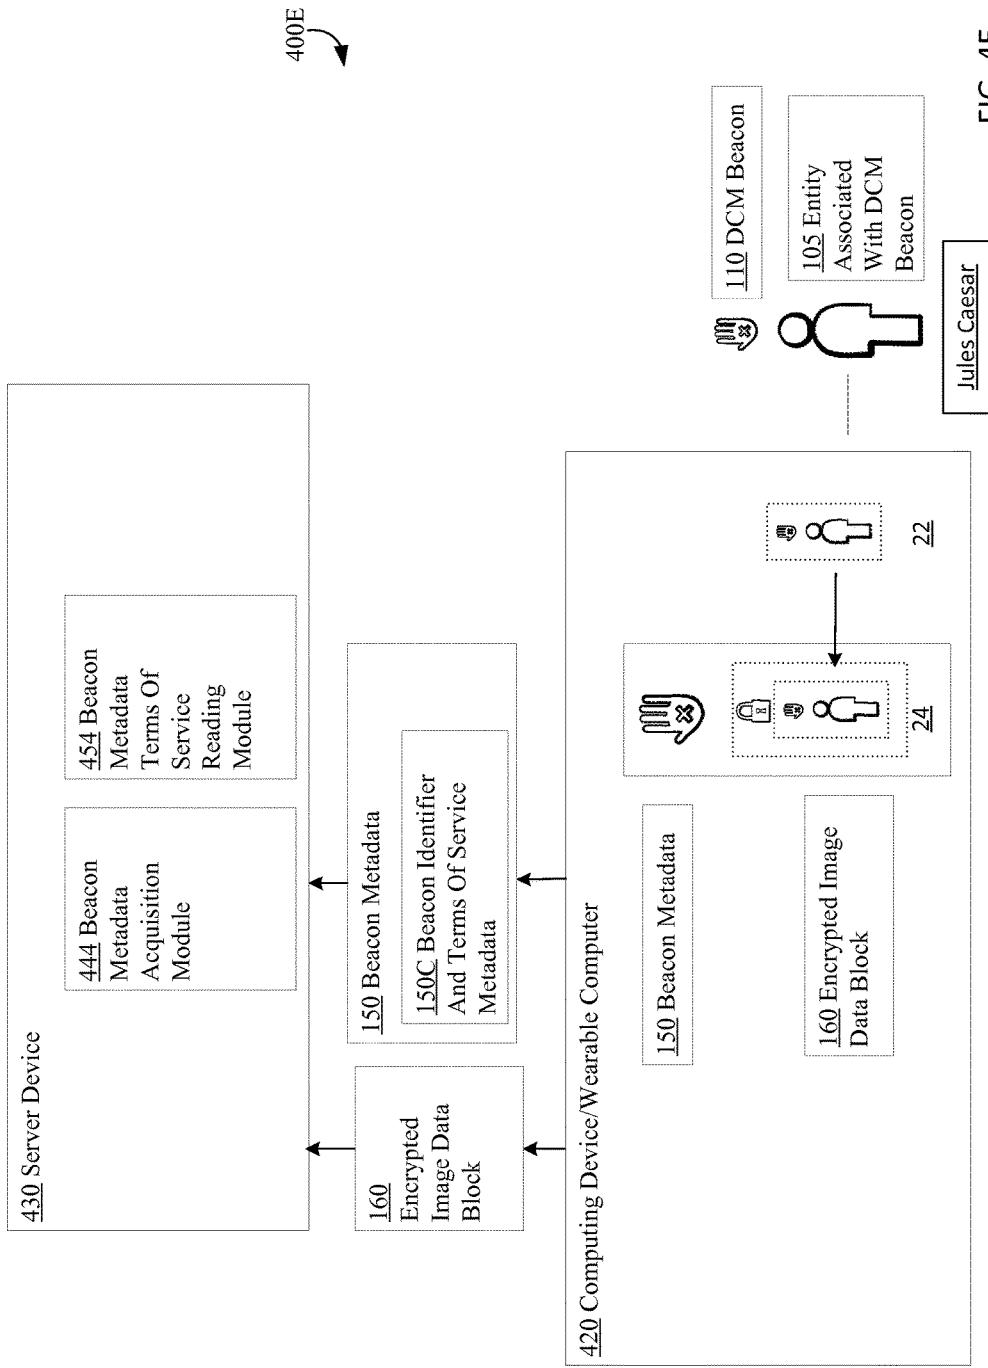 400E
430 Server Device
444 Beacon
Metadata
Acquisition
Module
454 Beacon
Metadata
Terms Of
Service
Reading
Module
160
Encrypted
Image Data
Block
150 Beacon Metadata
150C Beacon Identifier
And Terms Of Service
Metadata
420 Computing Device/Wearable Computer
150 Beacon Metadata
160 Encrypted Image
Data Block
24
22
110 DCM Beacon
105 Entity
Associated
With DCM
Beacon
Jules Caesar